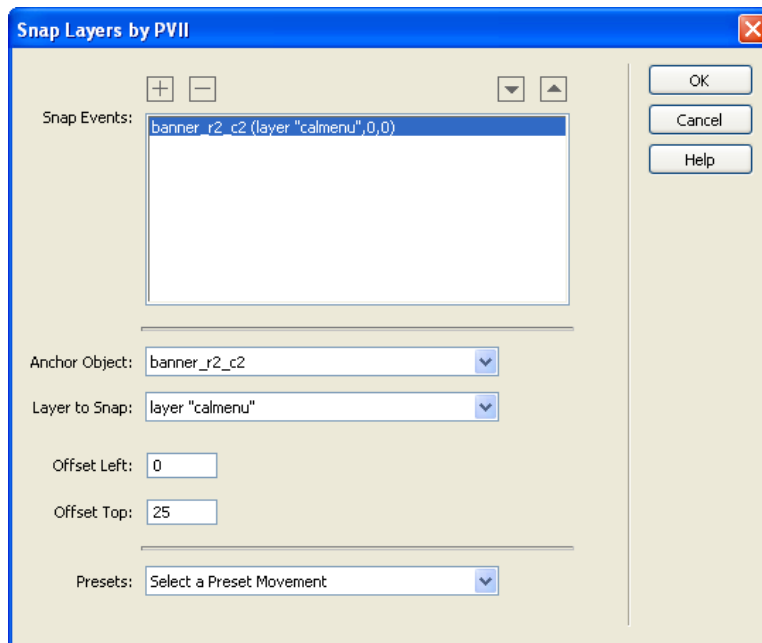 Snap Layers by PVII
OK
Snap Events:
banner_r2_c2 (layer "calmenu",0,0)
Cancel
Help
Anchor Object: banner_r2_c2
Layer to Snap: layer "calmenu"
Offset Left: 0
Offset Top: 25
Presets: Select a Preset Movement